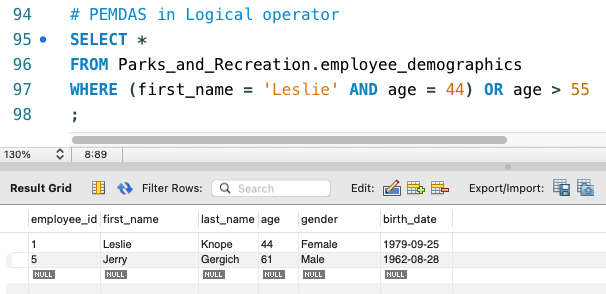 94 # PEMDAS in Logical operator
95 SELECT *
96 FROM Parks_and_Recreation.employee_demographics
97 WHERE (first_name = 'Leslie' AND age = 44) OR age > 55
98 ;
130% 8:89
Result Grid Filter Rows: Search Edit: Export/Import:
employee_id first_name last_name age gender birth_date
1 Leslie Knope 44 Female 1979-09-25
5 Jerry Gergich 61 Male 1962-08-28
NULL NULL NULL NULL NULL NULL